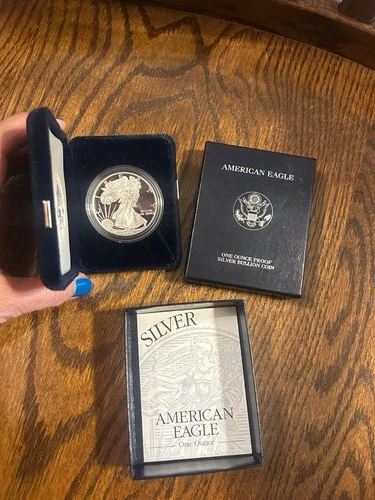 AMERICAN EAGLE
ONE OUNCE PROOF
SILVER BULLION COIN
SILVER
AMERICAN
EAGLE
One Ounce